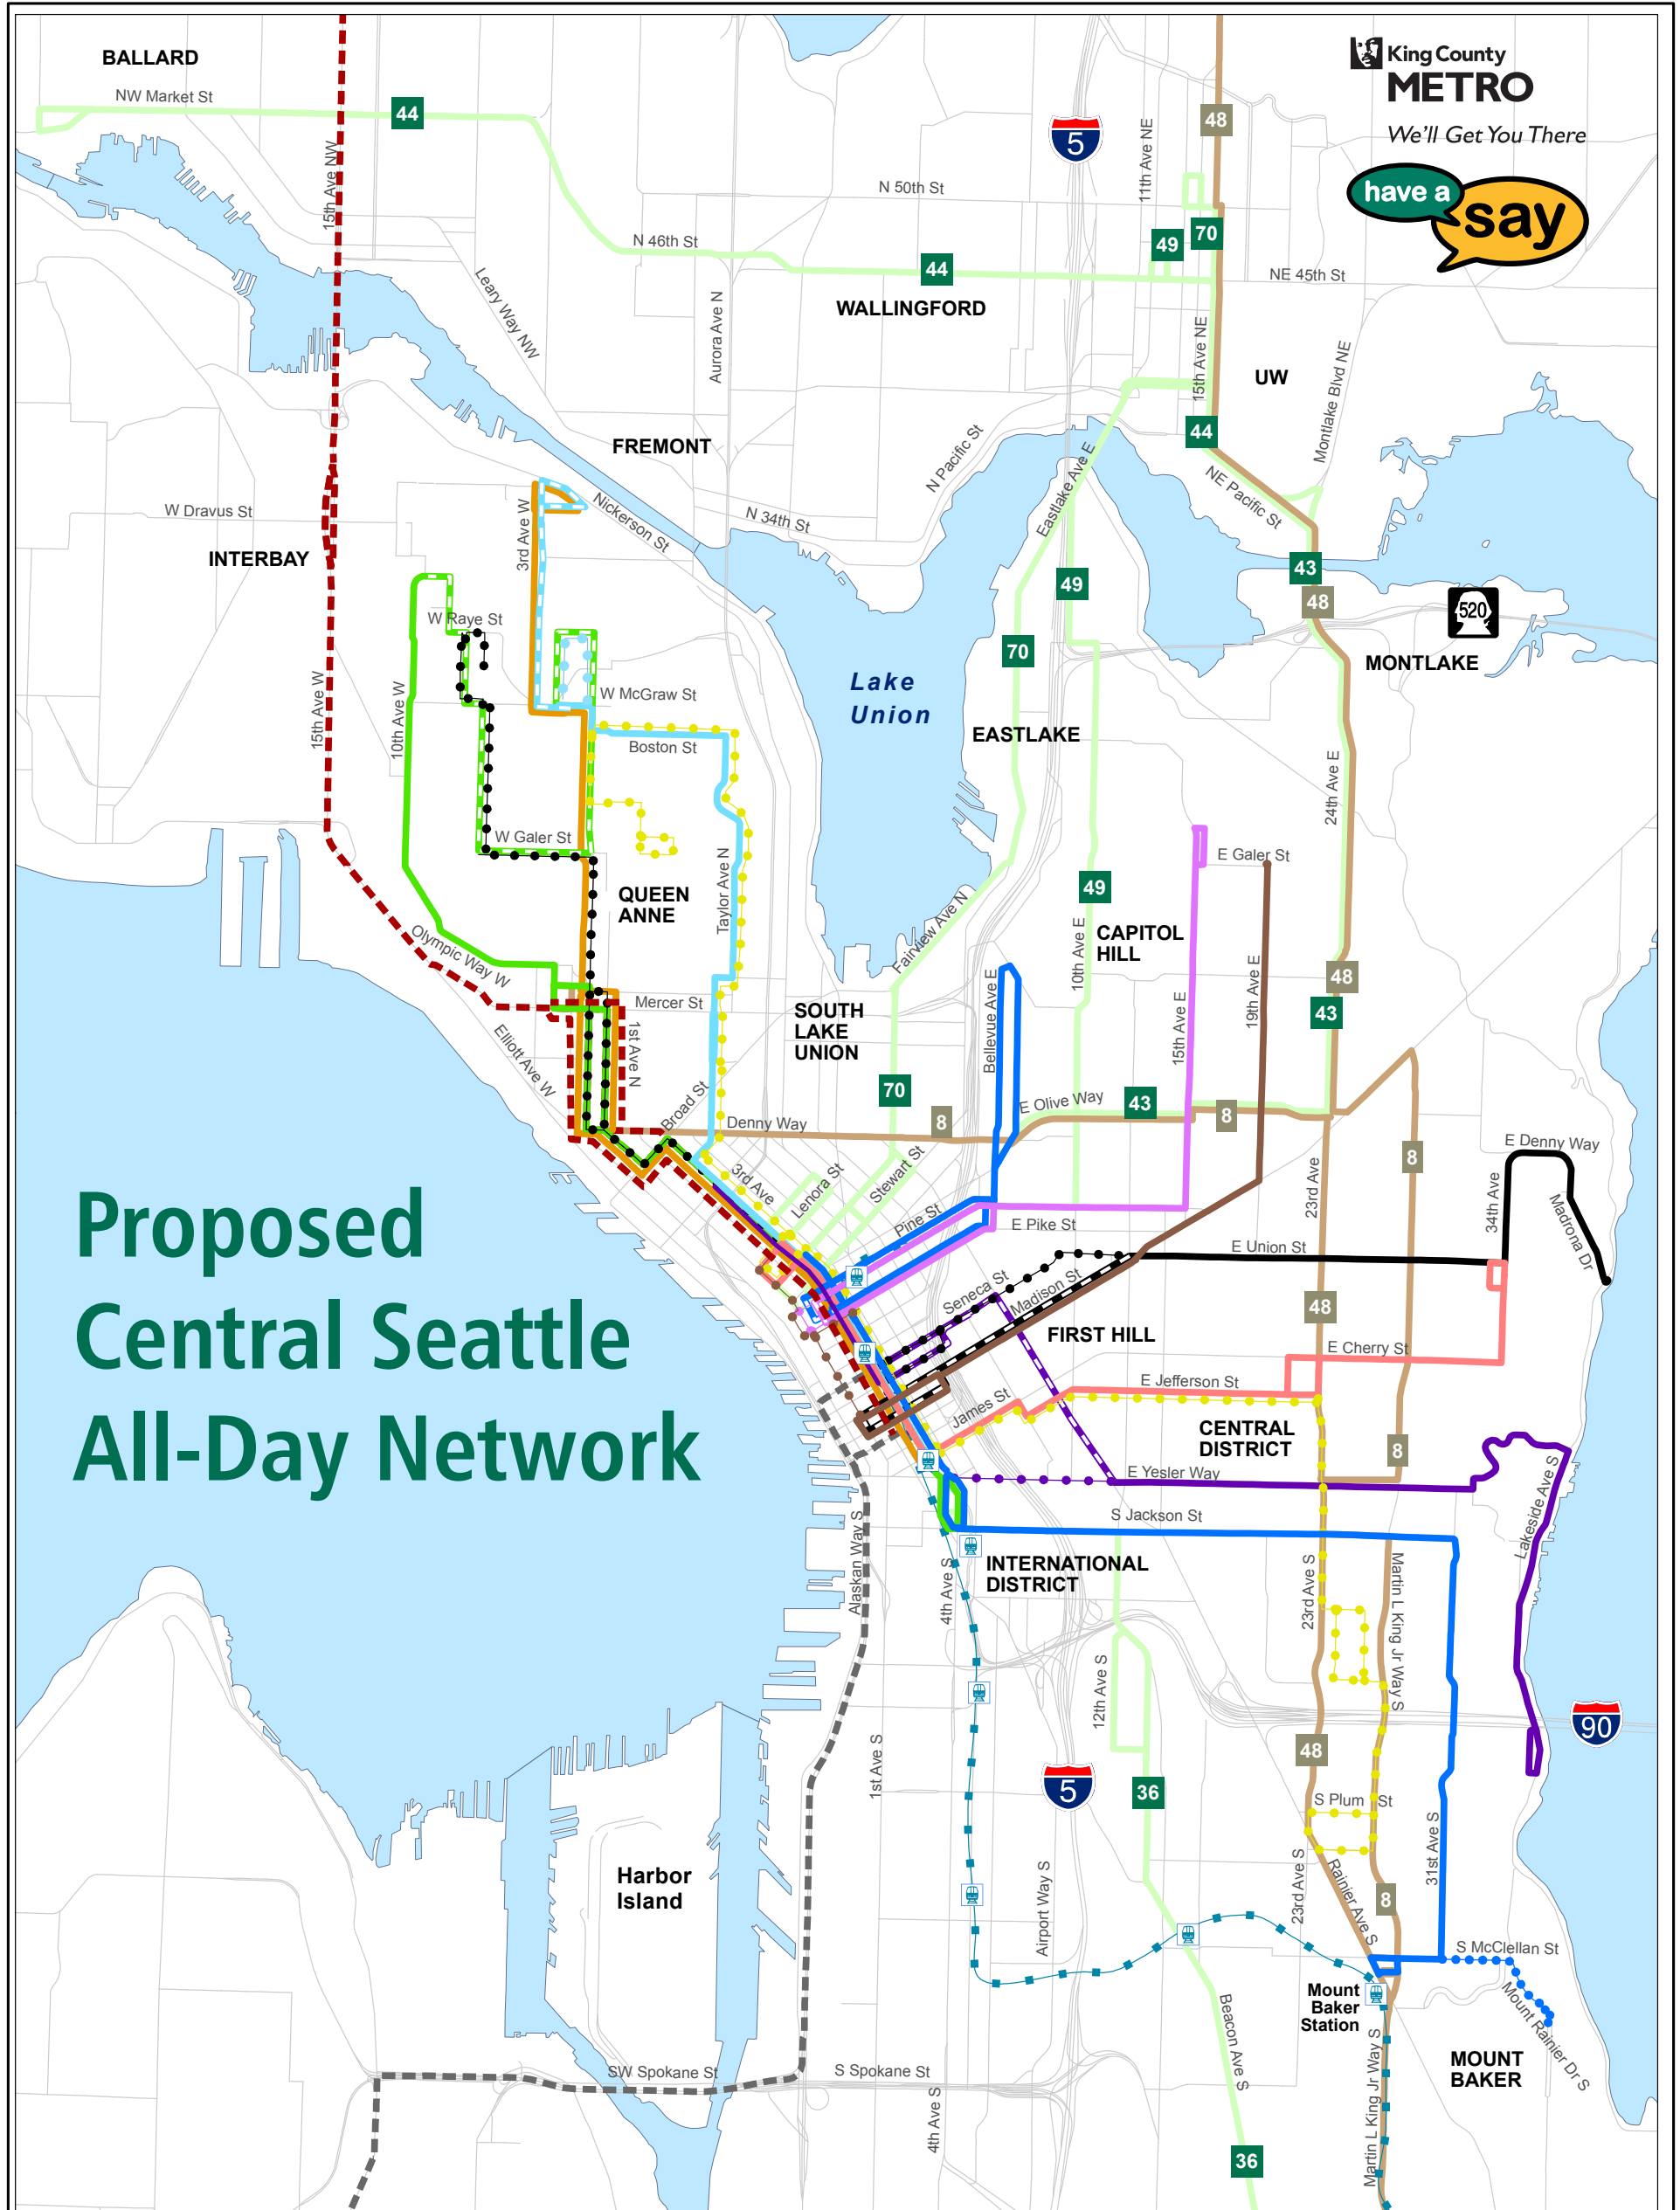 BALLARD
NW Market St
44
15th Ave NW
5
11th Ave NE
48
King County
METRO
We'll Get You There
have a
say
N 50th St
49
70
N 46th St
44
NE 45th St
WALLINGFORD
Leary Way NW
Aurora Ave N
15th Ave NE
UW
Montlake Blvd NE
44
FREMONT
N Pacific St
Eastlake Ave E
NE Pacific St
W Dravus St
3rd Ave W
Nickerson St
N 34th St
INTERBAY
43
49
48
520
W Raye St
70
MONTLAKE
W McGraw St
Lake
Union
10th Ave W
15th Ave W
Boston St
EASTLAKE
24th Ave E
W Galer St
E Galer St
QUEEN
ANNE
Taylor Ave N
49
Fairview Ave N
CAPITOL
HILL
10th Ave E
Olympic Way W
19th Ave E
48
43
Mercer St
SOUTH
LAKE
UNION
Bellevue Ave E
15th Ave E
1st Ave N
Elliott Ave W
70
E Olive Way
43
8
Broad St
Denny Way
8
8
E Denny Way
3rd Ave
Lenora St
Stewart St
23rd Ave
34th Ave
Madrona Dr
Pine St
E Pike St
E Union St
Proposed
Central Seattle
All-Day Network
Seneca St
Madison St
48
FIRST HILL
E Cherry St
E Jefferson St
James St
CENTRAL
DISTRICT
8
E Yesler Way
Lakeside Ave S
S Jackson St
Alaskan Way S
4th Ave S
INTERNATIONAL
DISTRICT
23rd Ave S
Martin L King Jr Way S
12th Ave S
90
48
5
1st Ave S
36
S Plum St
31st Ave S
Harbor
Island
Airport Way S
23rd Ave S
Rainier Ave S
8
S McClellan St
Mount
Baker
Station
Mount Rainier Dr S
Beacon Ave S
MOUNT
BAKER
SW Spokane St
S Spokane St
4th Ave S
Martin L King Jr Way S
36